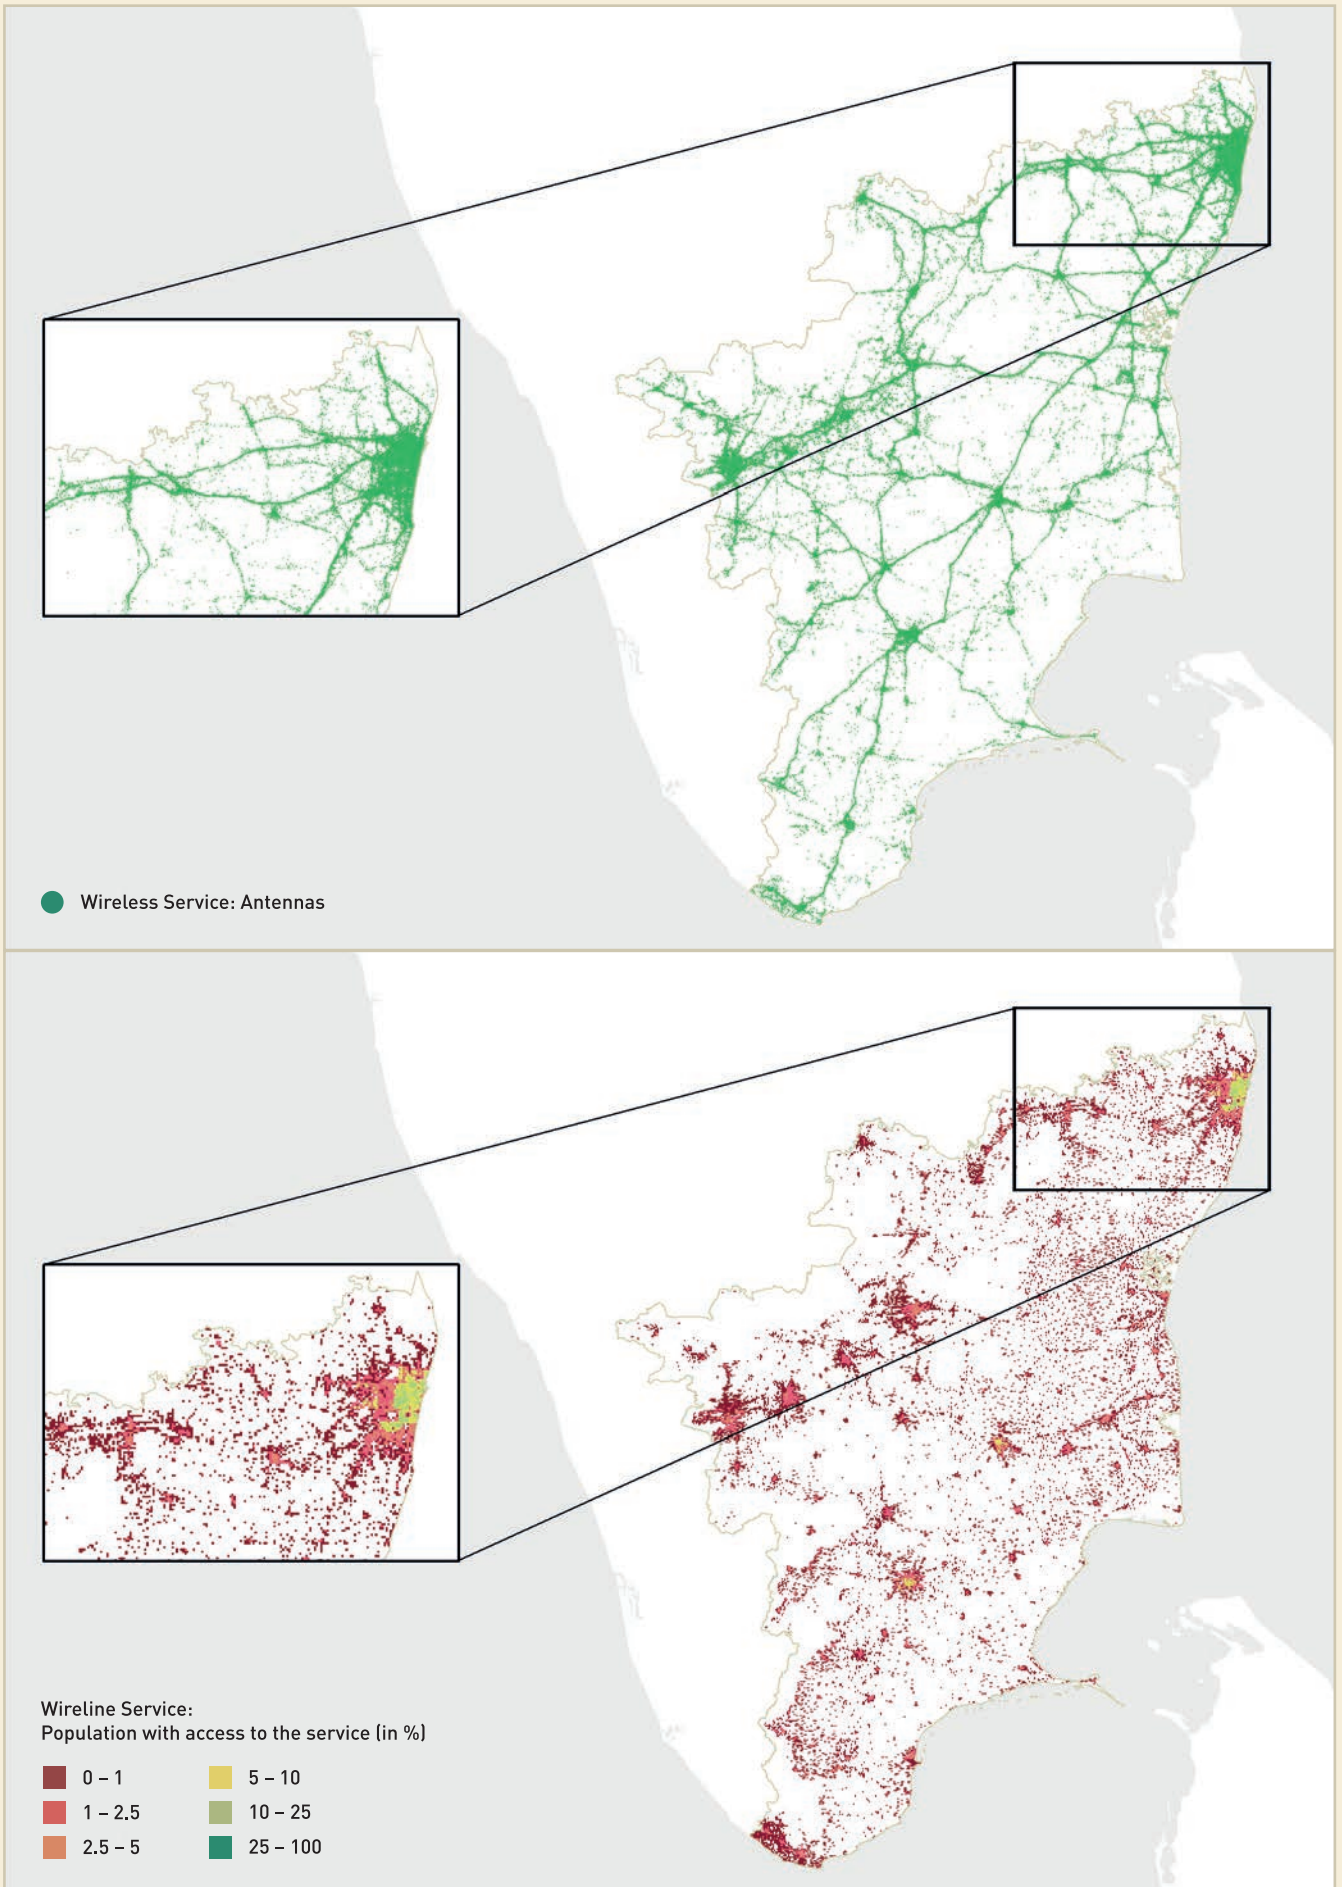 Wireless Service: Antennas
Wireline Service:
Population with access to the service (in %)
0 – 1
1 – 2.5
2.5 – 5
5 – 10
10 – 25
25 – 100